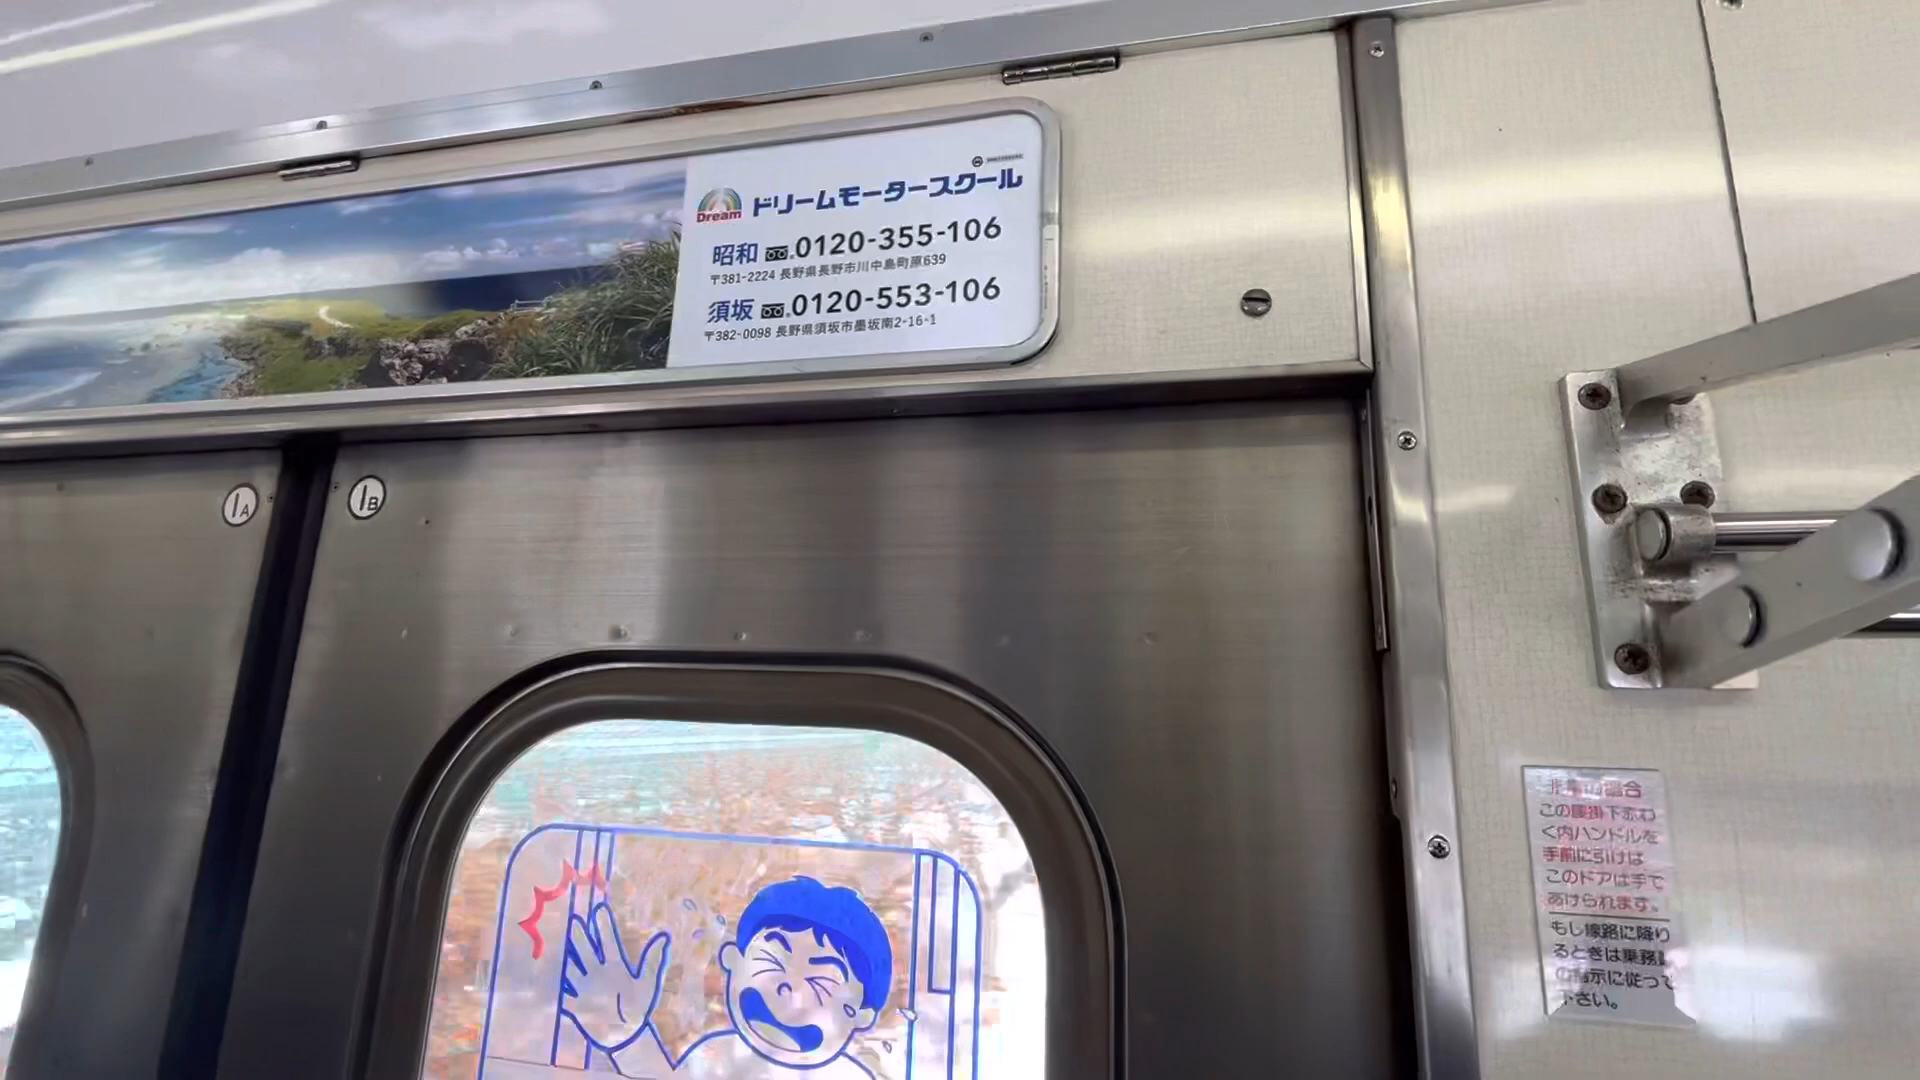 Dream ドリームモータースクール
昭和 0120-355-106
〒381-2224 長野県長野市川中島町原639
須坂 0120-553-106
〒382-0098 長野県須坂市墨坂南2-16-1
1A
1B
非常の場合
この腰掛下赤わ
く内ハンドルを
手前に引けば
このドアは手で
あけられます。
もし線路に降り
るときは乗務員
の指示に従って
下さい。